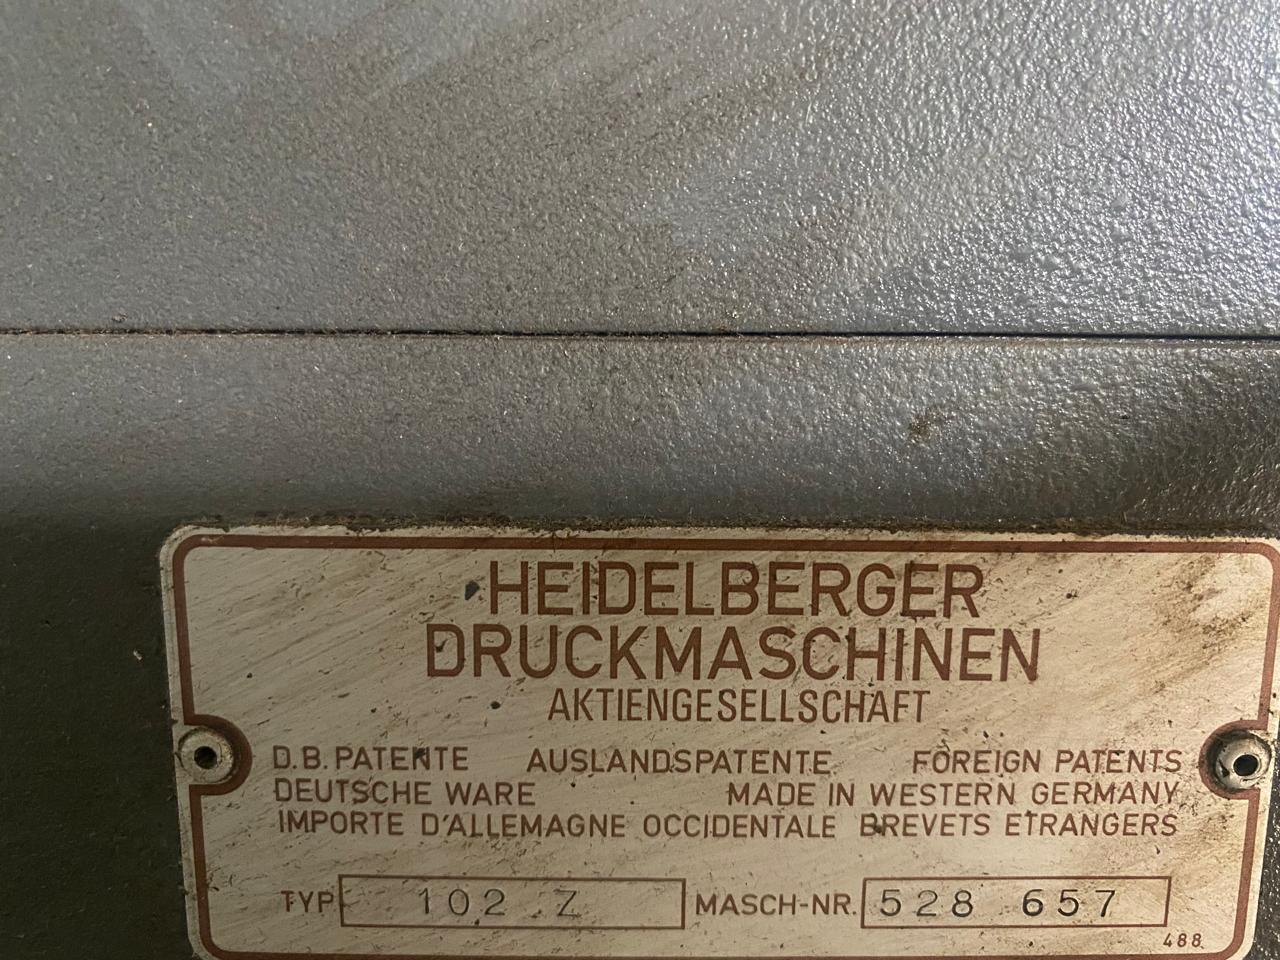 HEIDELBERGER
DRUCKMASCHINEN
AKTIENGESELLSCHAFT
D.B. PATENTE AUSLANDSPATENTE FOREIGN PATENTS
DEUTSCHE WARE MADE IN WESTERN GERMANY
IMPORTE D'ALLEMAGNE OCCIDENTALE BREVETS ETRANGERS
TYP 102 Z MASCH-NR. 528 657
488